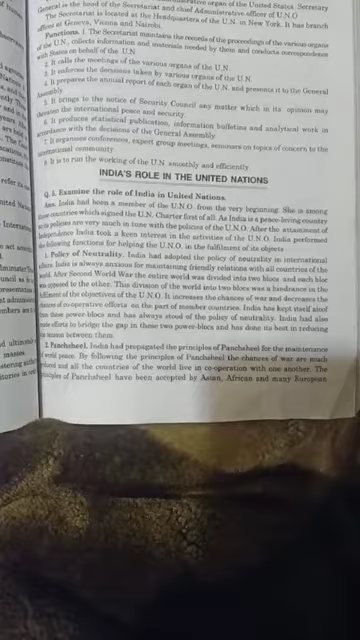 organ of the United States. Secretary
General is the head of the Secretariat and chief Administrative officer of U.N.O
The Secretariat is located at the Headquarters of the U.N. in New York. It has branch
offices at Geneva, Vienna and Nairobi.
Functions. 1. The Secretariat maintains the records of the proceedings of the various organs
of the U.N., collects information and materials needed by them and conducts correspondence
with States on behalf of the U.N
2. It calls the meetings of the various organs of the U.N.
3. It enforces the decisions taken by various organs of the U.N.
4. It prepares the annual report of each organ of the U.N. and presents it to the General
Assembly
5. It brings to the notice of Security Council any matter which in its opinion may
threaten the international peace and security.
6. It produces statistical publication, information bulletins and analytical work in
accordance with the decisions of the General Assembly
7. It organises conferences, expert group meetings, seminars on topics of concern to the
international community.
8. It is to run the working of the U.N. smoothly and efficiently
INDIA'S ROLE IN THE UNITED NATIONS
Q. 5. Examine the role of India in United Nations.
Ans. India had been a member of the U.N.O. from the very beginning. She is among
those countries which signed the U.N. Charter first of all. As India is a peace-loving country
its policies are very much in tune with the policies of the U.N.O. After the attainment of
Independence India took a keen interest in the activities of the U.N.O. India performed
the following functions for helping the U.N.O. in the fulfilment of its objects
1. Policy of Neutrality. India had adopted the policy of neutrality in international
affairs. India is always anxious for maintaining friendly relations with all countries of the
world. After Second World War the entire world was divided into two blocs and each bloc
was opposed to the other. This division of the world into two blocs was a hindrance in the
fulfilment of the objectives of the U.N.O. It increases the chances of war and decreases the
chances of co-operative efforts on the part of member countries. India has kept itself aloof
from these power-blocs and has always stood of the policy of neutrality. India had also
made efforts to bridge the gap in these two power-blocs and has done its best in reducing
the tension between them.
2. Panchsheel. India had propagated the principles of Panchsheel for the maintenance
of world peace. By following the principles of Panchsheel the chances of war are much
reduced and all the countries of the world live in co-operation with one another. The
principles of Panchsheel have been accepted by Asian, African and many European